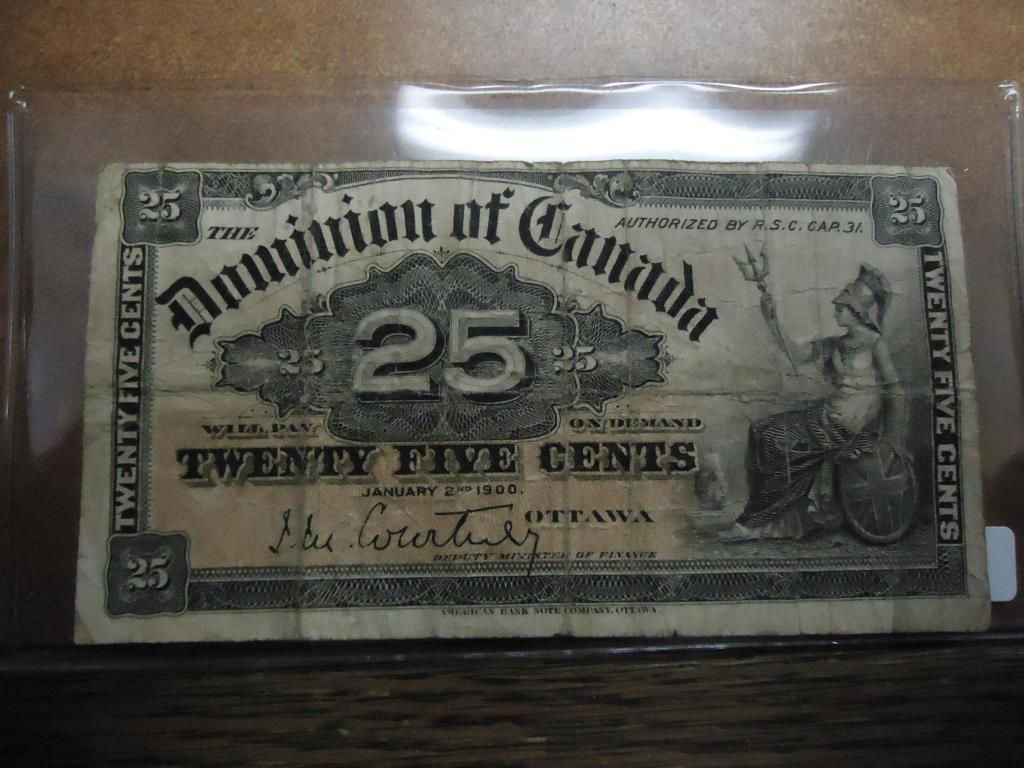 25
25
THE
Dominion of Canada
AUTHORIZED BY R.S.C. CAP. 31.
TWENTY FIVE CENTS
25
25
25
TWENTY FIVE CENTS
WILL PAY
ON DEMAND
TWENTY FIVE CENTS
JANUARY 2ND 1900.
Courtney
OTTAWA
DEPUTY MINISTER OF FINANCE
25
AMERICAN BANK NOTE COMPANY, OTTAWA